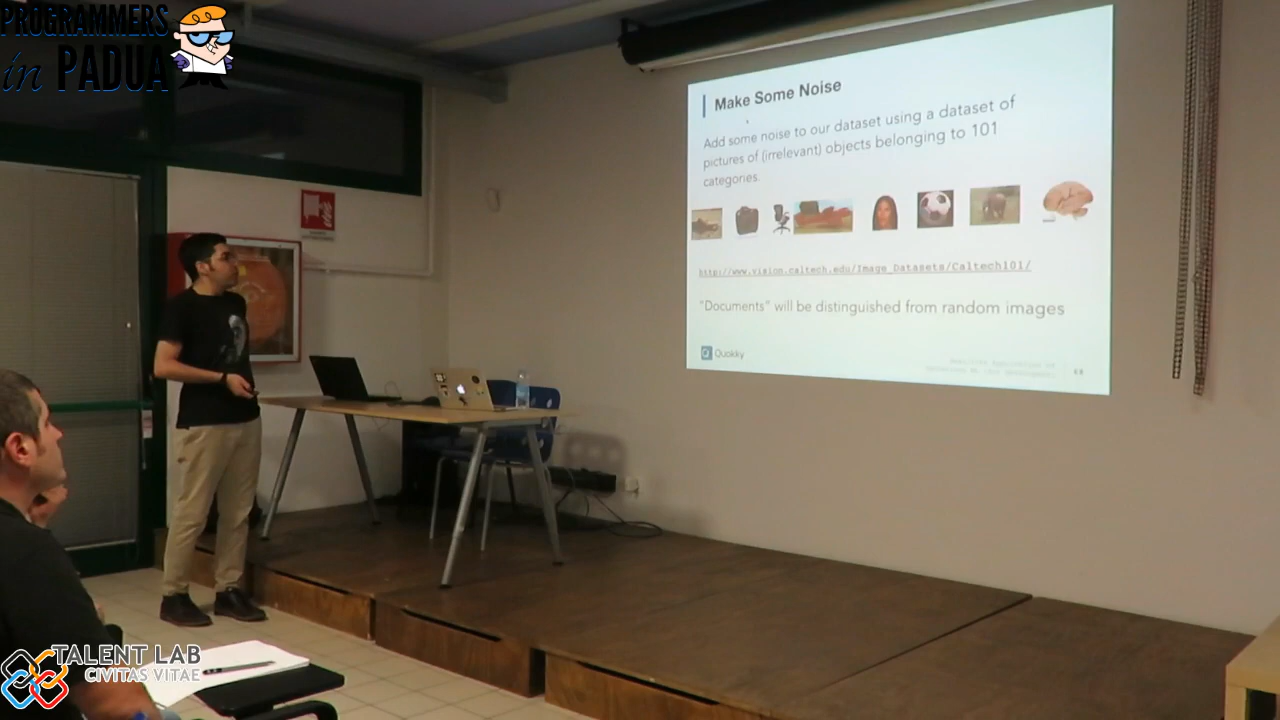 PROGRAMMERS
in PADUA
Make Some Noise
Add some noise to our dataset using a dataset of
pictures of (irrelevant) objects belonging to 101
categories.
http://www.vision.caltech.edu/Image_Datasets/Caltech101/
"Documents" will be distinguished from random images
Quokky
TALENT LAB
CIVITAS VITAE